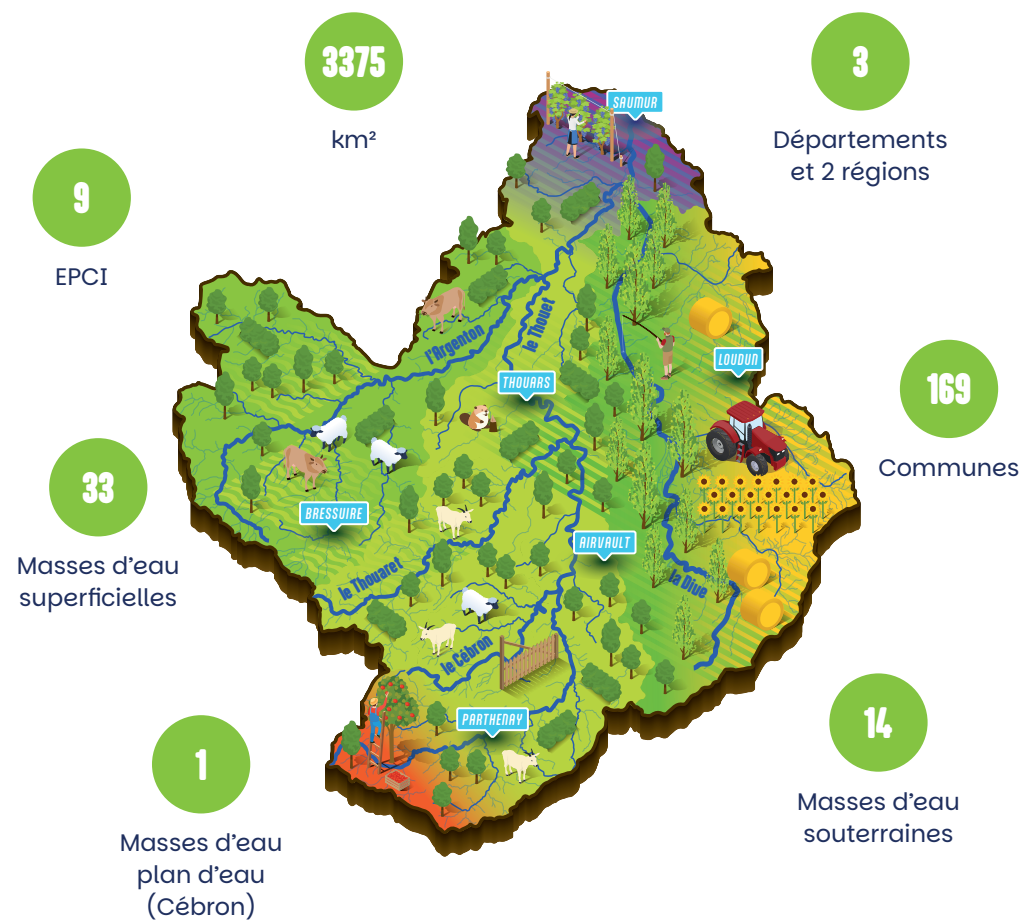 3375
km²
3
Départements
et 2 régions
9
EPCI
SAUMUR
l'Argenton
le Thouet
THOUARS
LOUDUN
169
Communes
33
Masses d'eau
superficielles
BRESSUIRE
AIRVAULT
le Thouaret
la Dive
le Cébron
PARTHENAY
14
Masses d'eau
souterraines
1
Masses d'eau
plan d'eau
(Cébron)